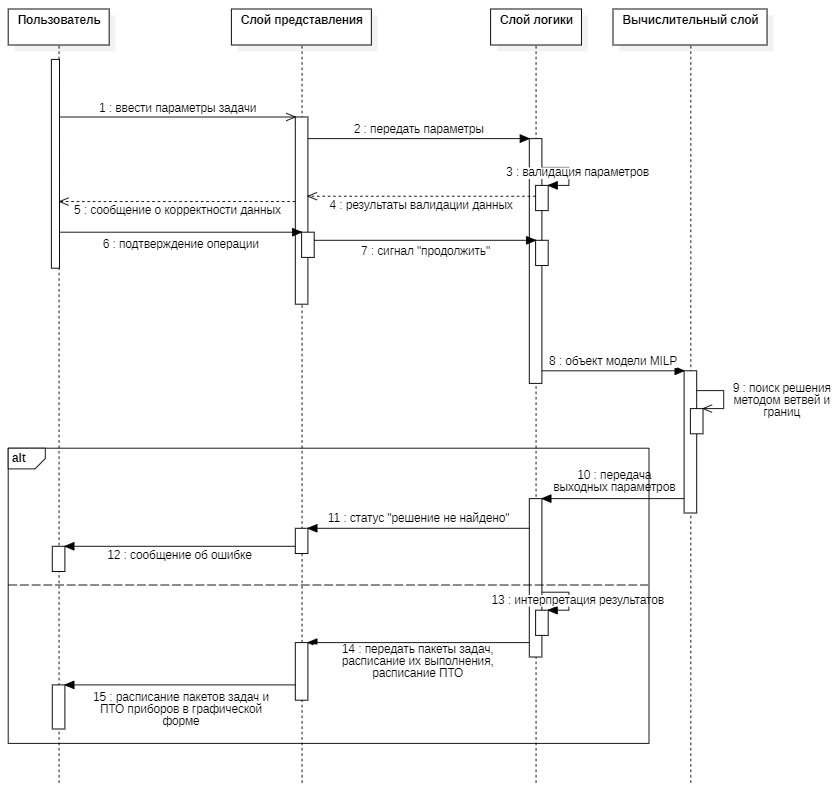 Пользователь
Слой представления
Слой логики
Вычислительный слой
1 : ввести параметры задачи
2 : передать параметры
3 : валидация параметров
4 : результаты валидации данных
5 : сообщение о корректности данных
6 : подтверждение операции
7 : сигнал "продолжить"
8 : объект модели MILP
9 : поиск решения
методом ветвей и
границ
alt
10 : передача
выходных параметров
11 : статус "решение не найдено"
12 : сообщение об ошибке
13 : интерпретация результатов
14 : передать пакеты задач,
расписание их выполнения,
расписание ПТО
15 : расписание пакетов задач и
ПТО приборов в графической
форме